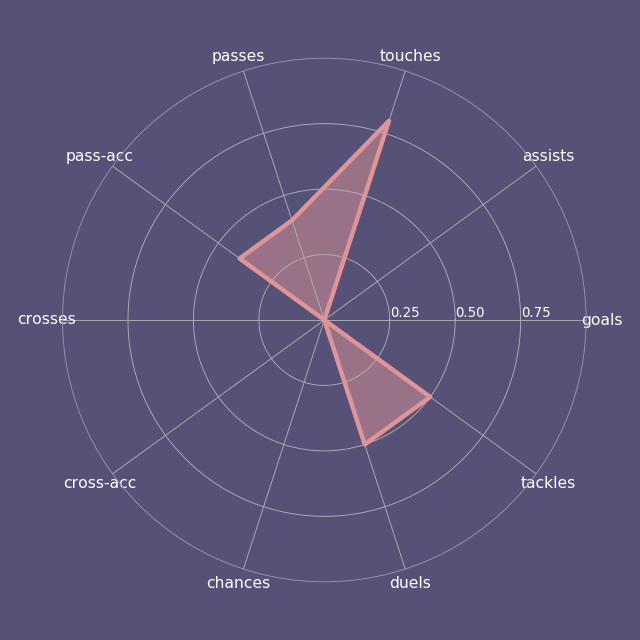 passes
touches
pass-acc
assists
0.25
0.50
0.75
crosses
goals
cross-acc
tackles
chances
duels